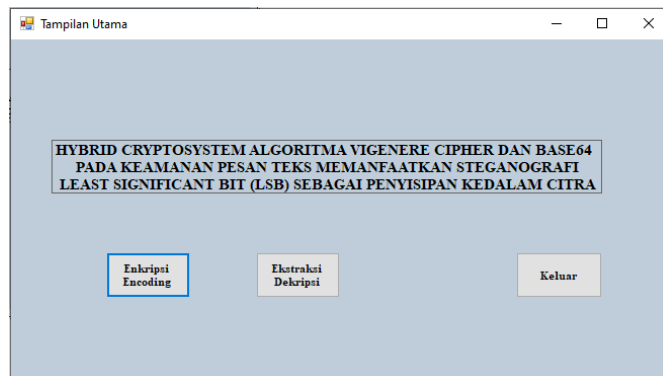 Tampilan Utama
HYBRID CRYPTOSYSTEM ALGORITMA VIGENERE CIPHER DAN BASE64
PADA KEAMANAN PESAN TEKS MEMANFAATKAN STEGANOGRAFI
LEAST SIGNIFICANT BIT (LSB) SEBAGAI PENYISIPAN KEDALAM CITRA
Enkripsi
Encoding
Ekstraksi
Dekripsi
Keluar